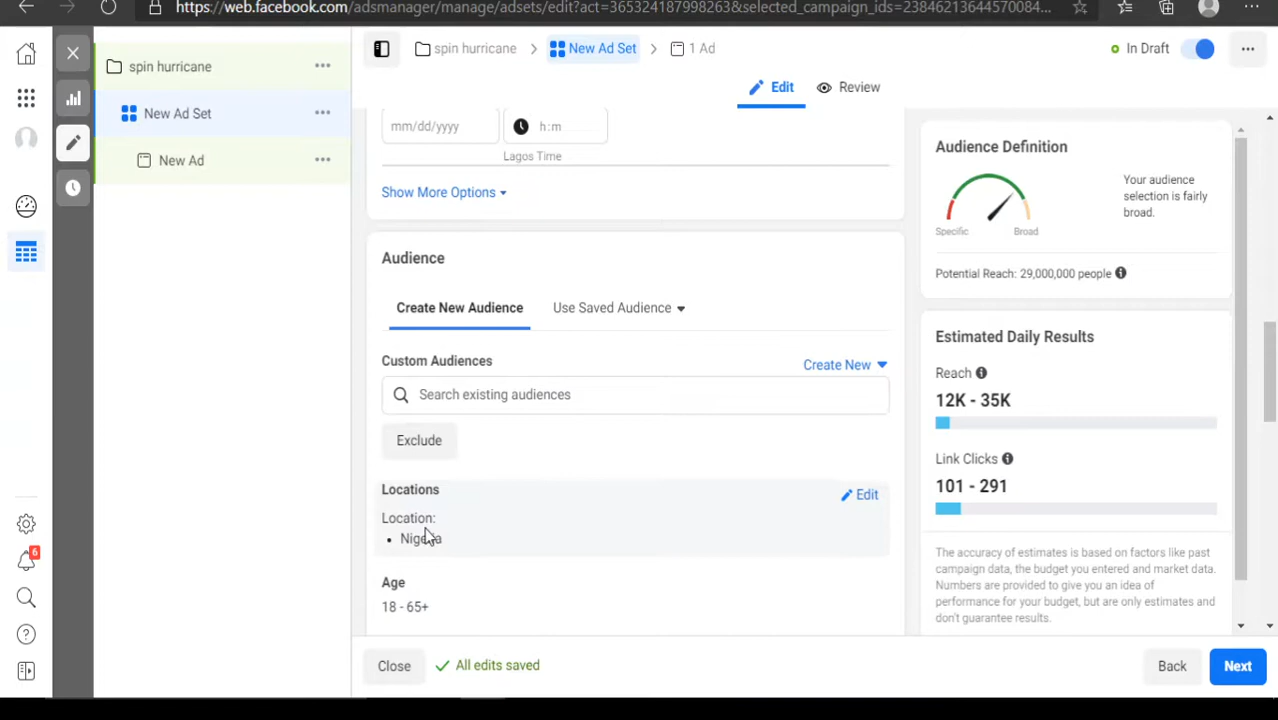 https://web.facebook.com/adsmanager/manage/adsets/edit?act=365324187998263&selected_campaign_ids=23846213644570084...
spin hurricane
New Ad Set
New Ad
spin hurricane > New Ad Set > 1 Ad
In Draft
Edit
Review
mm/dd/yyyy
h:m
Lagos Time
Show More Options
Audience
Create New Audience
Use Saved Audience
Custom Audiences
Create New
Search existing audiences
Exclude
Locations
Edit
Location:
• Nigeria
Age
18 - 65+
Close
All edits saved
Back
Next
Audience Definition
Specific
Broad
Your audience
selection is fairly
broad.
Potential Reach: 29,000,000 people
Estimated Daily Results
Reach
12K - 35K
Link Clicks
101 - 291
The accuracy of estimates is based on factors like past
campaign data, the budget you entered and market data.
Numbers are provided to give you an idea of
performance for your budget, but are only estimates and
don't guarantee results.
6